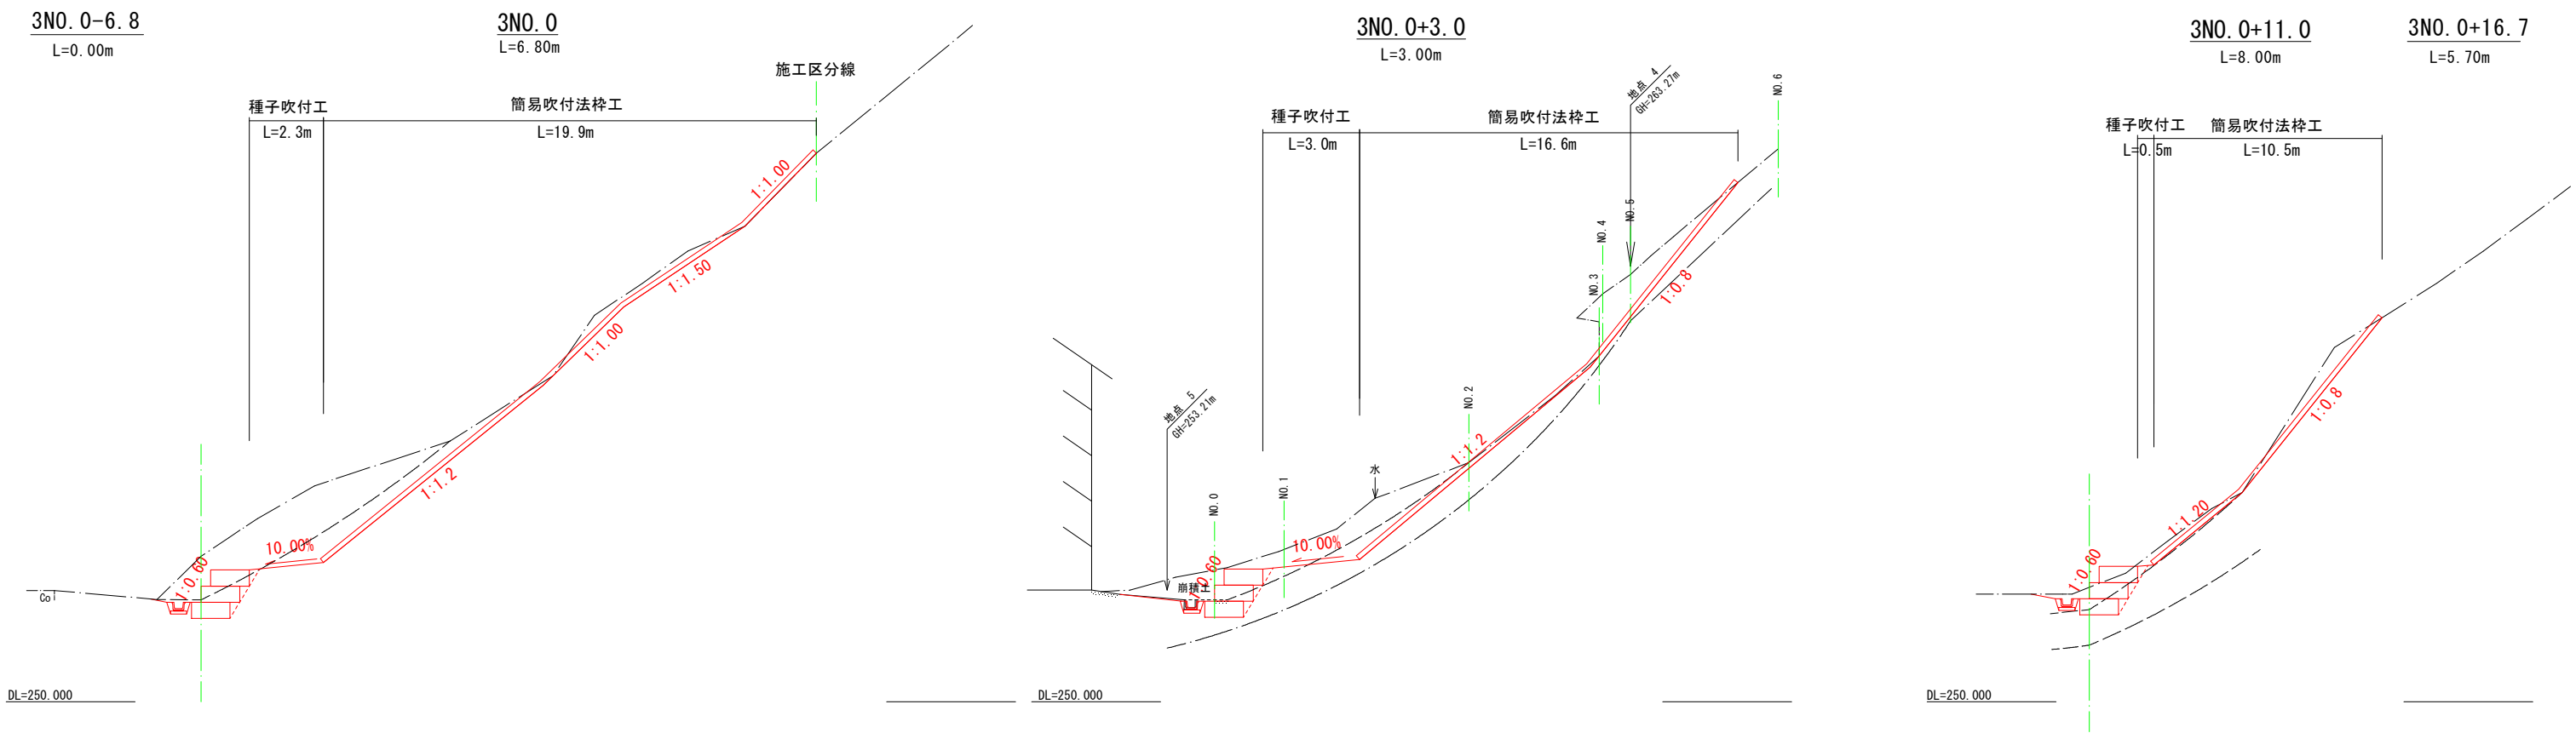 3NO.0-6.8
L=0.00m
3NO.0
L=6.80m
施工区分線
種子吹付工
簡易吹付法枠工
L=2.3m
L=19.9m
1:1.00
1:1.50
1:1.00
1:1.2
10.00%
1:0.60
Co
DL=250.000
3NO.0+3.0
L=3.00m
地点 4
GH=263.27m
NO.6
種子吹付工
簡易吹付法枠工
L=3.0m
L=16.6m
NO.5
NO.4
NO.3
1:0.8
地点 5
GH=253.21m
NO.2
1:1.2
水
NO.1
NO.0
10.00%
1:0.60
崩積土
DL=250.000
3NO.0+11.0
L=8.00m
3NO.0+16.7
L=5.70m
種子吹付工
簡易吹付法枠工
L=0.5m
L=10.5m
1:0.8
1:1.20
1:0.60
DL=250.000